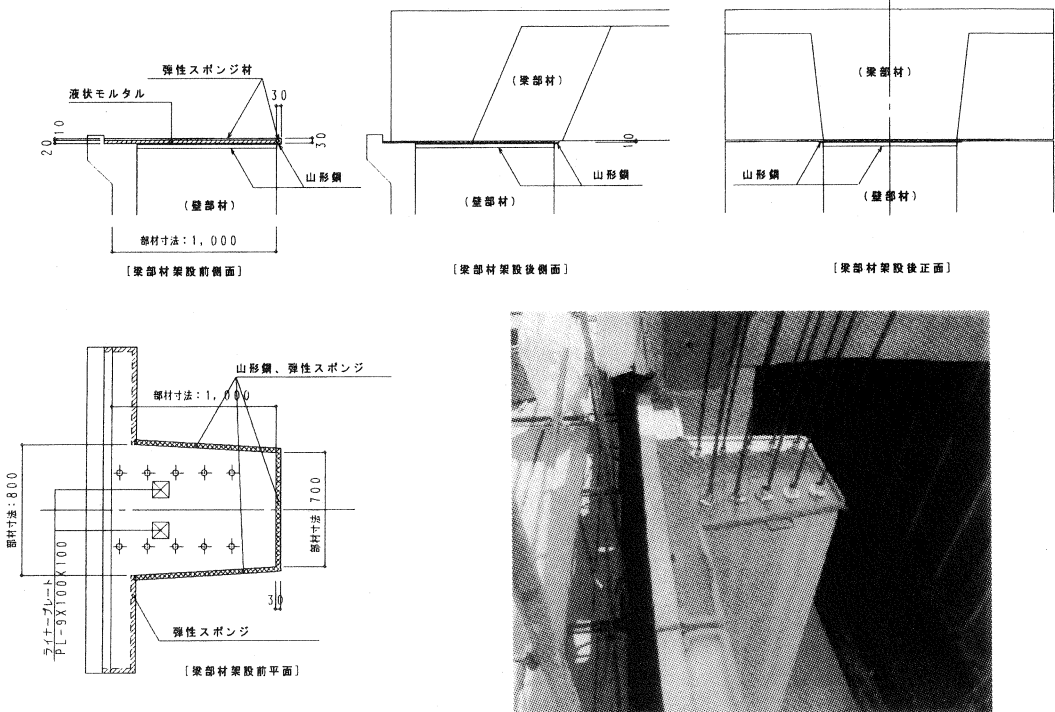 弾性スポンジ材
液状モルタル
30
10
20
30
山形鋼
(壁部材)
部材寸法:1,000
[梁部材架設前側面]
(梁部材)
10
山形鋼
(壁部材)
[梁部材架設後側面]
(梁部材)
山形鋼
(壁部材)
[梁部材架設後正面]
山形鋼、弾性スポンジ
部材寸法:1,000
部材寸法:800
部材寸法 700
ライナープレート
PL-9X100X100
30
弾性スポンジ
[梁部材架設前平面]